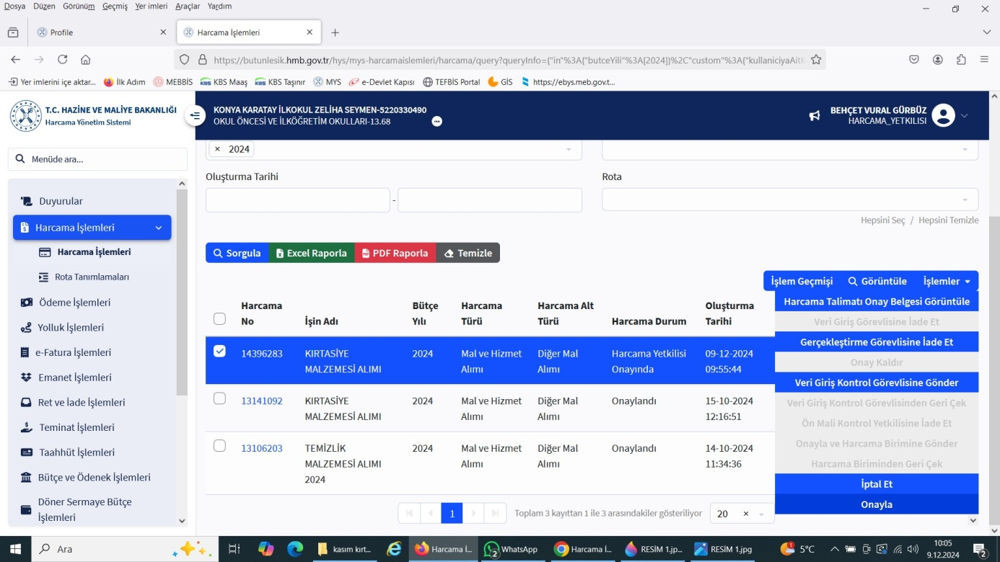 Dosya Düzen Görünüm Geçmiş Yer imleri Araçlar Yardım
Profile
Harcama İşlemleri
https://butunlesik.hmb.gov.tr/hys/mys-harcamaislemleri/harcama/query?queryInfo={"in"%3A{"butceYili"%3A[2024]}%2C"custom"%3A{"kullaniciyaAitK
Yer imlerini içe aktar... İlk Adım MEBBİS KBS Maaş KBS Taşınır MYS e-Devlet Kapısı TEFBİS Portal GİS https://ebys.meb.gov.t...
T.C. HAZİNE VE MALİYE BAKANLIĞI
Harcama Yönetim Sistemi
KONYA KARATAY İLKOKUL ZELİHA SEYMEN-5220330490
OKUL ÖNCESİ VE İLKÖĞRETİM OKULLARI-13.68
BEHÇET VURAL GÜRBÜZ
HARCAMA_YETKILISI
Menüde ara...
Duyurular
Harcama İşlemleri
Harcama İşlemleri
Rota Tanımlamaları
Ödeme İşlemleri
Yolluk İşlemleri
e-Fatura İşlemleri
Emanet İşlemleri
Ret ve İade İşlemleri
Teminat İşlemleri
Taahhüt İşlemleri
Bütçe ve Ödenek İşlemleri
Döner Sermaye Bütçe
İşlemleri
× 2024
Oluşturma Tarihi
-
Rota
Hepsini Seç / Hepsini Temizle
Sorgula Excel Raporla PDF Raporla Temizle
İşlem Geçmişi Görüntüle İşlemler
Harcama No
İşin Adı
Bütçe Yılı
Harcama Türü
Harcama Alt Türü
Harcama Durum
Oluşturma Tarihi
14396283 KIRTASİYE 2024 Mal ve Hizmet Diğer Mal Harcama Yetkilisi 09-12-2024
MALZEMESİ ALIMI Alımı Alımı Onayında 09:55:44
13141092 KIRTASİYE 2024 Mal ve Hizmet Diğer Mal Onaylandı 15-10-2024
MALZEMESİ ALIMI Alımı Alımı 12:16:51
13106203 TEMİZLİK 2024 Mal ve Hizmet Diğer Mal Onaylandı 14-10-2024
MALZEMESİ ALIMI Alımı Alımı 11:34:36
2024
Harcama Talimatı Onay Belgesi Görüntüle
Veri Giriş Görevlisine İade Et
Gerçekleştirme Görevlisine İade Et
Onay Kaldır
Veri Giriş Kontrol Görevlisine Gönder
Veri Giriş Kontrol Görevlisinden Geri Çek
Ön Mali Kontrol Yetkilisine İade Et
Onayla ve Harcama Birimine Gönder
Harcama Biriminden Geri Çek
İptal Et
Onayla
1
Toplam 3 kayıttan 1 ile 3 arasındakiler gösteriliyor
20 ×
Ara
kasım kırt...
Harcama İ...
2
WhatsApp
Harcama İ...
RESİM 1.jp...
RESİM 1.jpg
1
5°C
10:05
9.12.2024
2